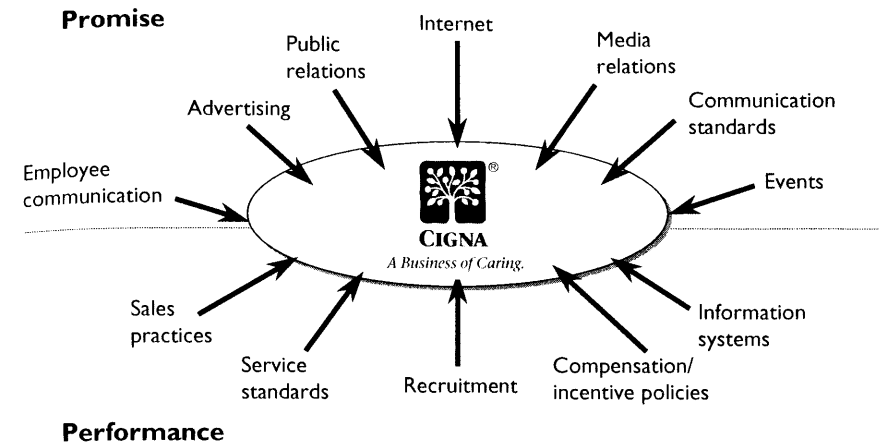 Promise
Internet
Public
relations
Media
relations
Advertising
Communication
standards
Employee
communication
Events
®
CIGNA
A Business of Caring.
Sales
practices
Information
systems
Service
standards
Recruitment
Compensation/
incentive policies
Performance